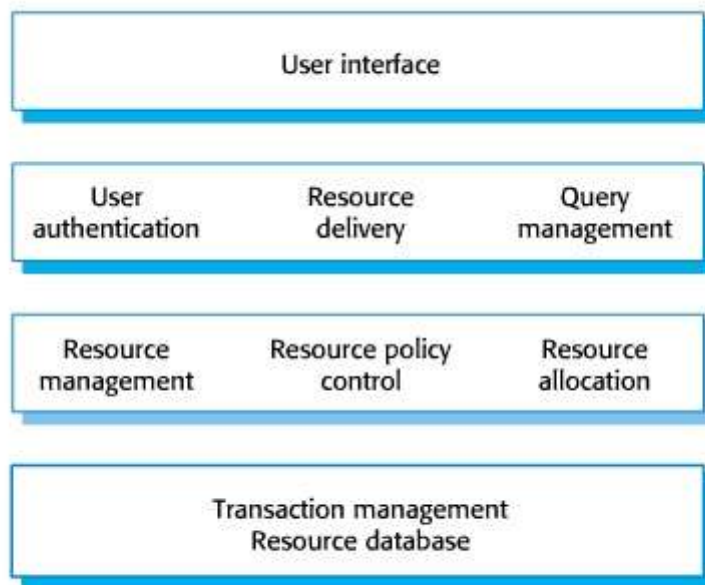 User interface
User authentication
Resource delivery
Query management
Resource management
Resource policy control
Resource allocation
Transaction management
Resource database